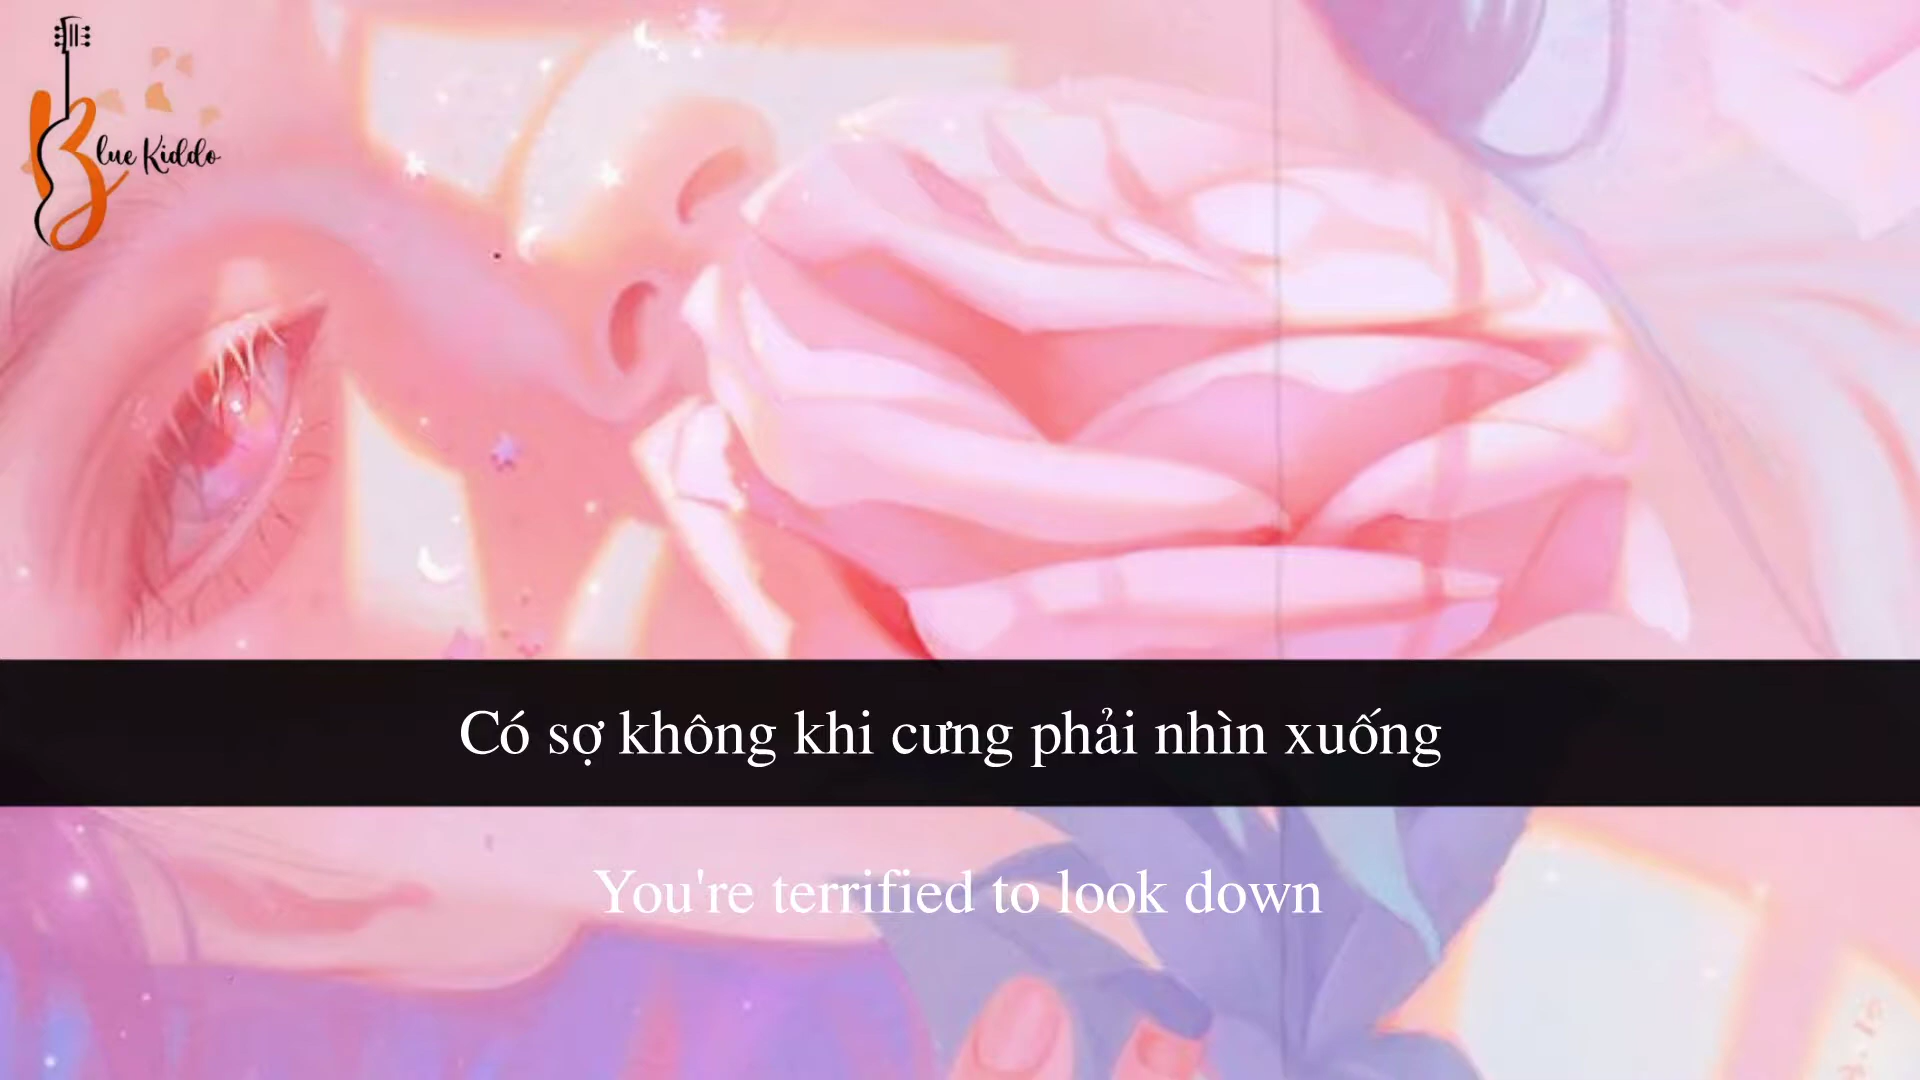 Blue Kiddo
Có sợ không khi cưng phải nhìn xuống
You're terrified to look down